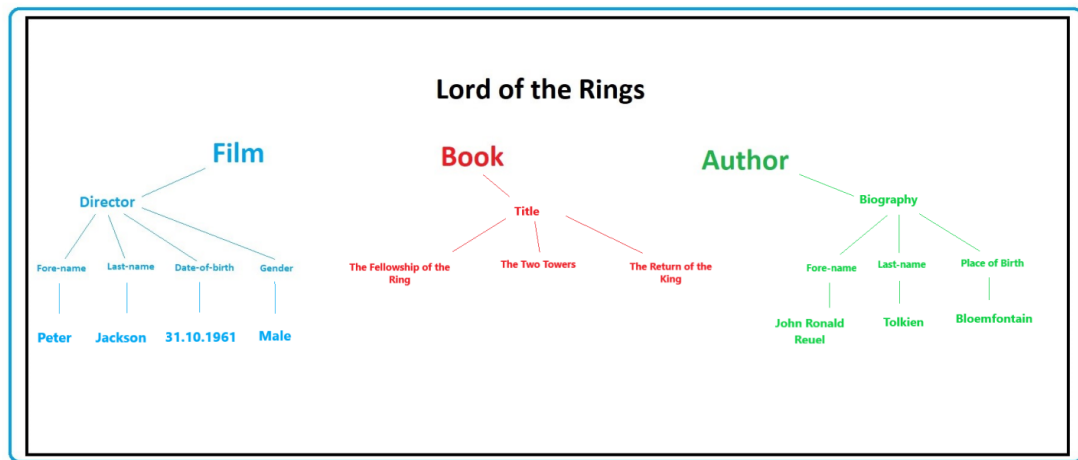 Lord of the Rings
Film
Book
Author
Director
Title
Biography
Fore-name
Last-name
Date-of-birth
Gender
The Fellowship of the
Ring
The Two Towers
The Return of the
King
Fore-name
Last-name
Place of Birth
Peter
Jackson
31.10.1961
Male
John Ronald
Reuel
Tolkien
Bloemfontain